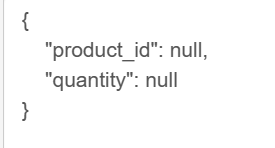 {
    "product_id": null,
    "quantity": null
}